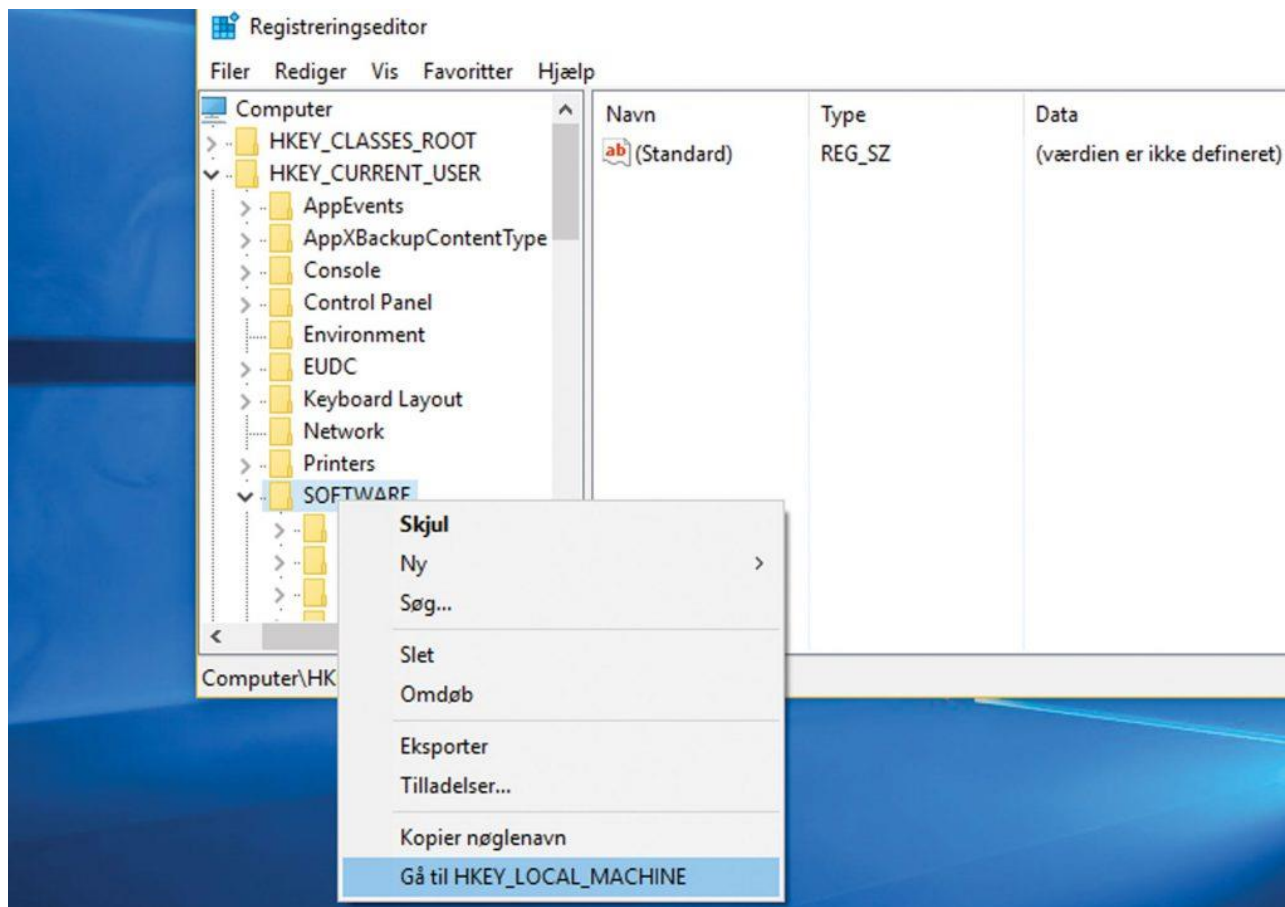 Registreringseditor
Filer Rediger Vis Favoritter Hjælp
Computer
HKEY_CLASSES_ROOT
HKEY_CURRENT_USER
AppEvents
AppXBackupContentType
Console
Control Panel
Environment
EUDC
Keyboard Layout
Network
Printers
SOFTWARE
Navn Type Data
ab (Standard) REG_SZ (værdien er ikke defineret)
Skjul
Ny
Søg...
Slet
Omdøb
Eksporter
Tilladelser...
Kopier nøglenavn
Gå til HKEY_LOCAL_MACHINE
Computer\HK